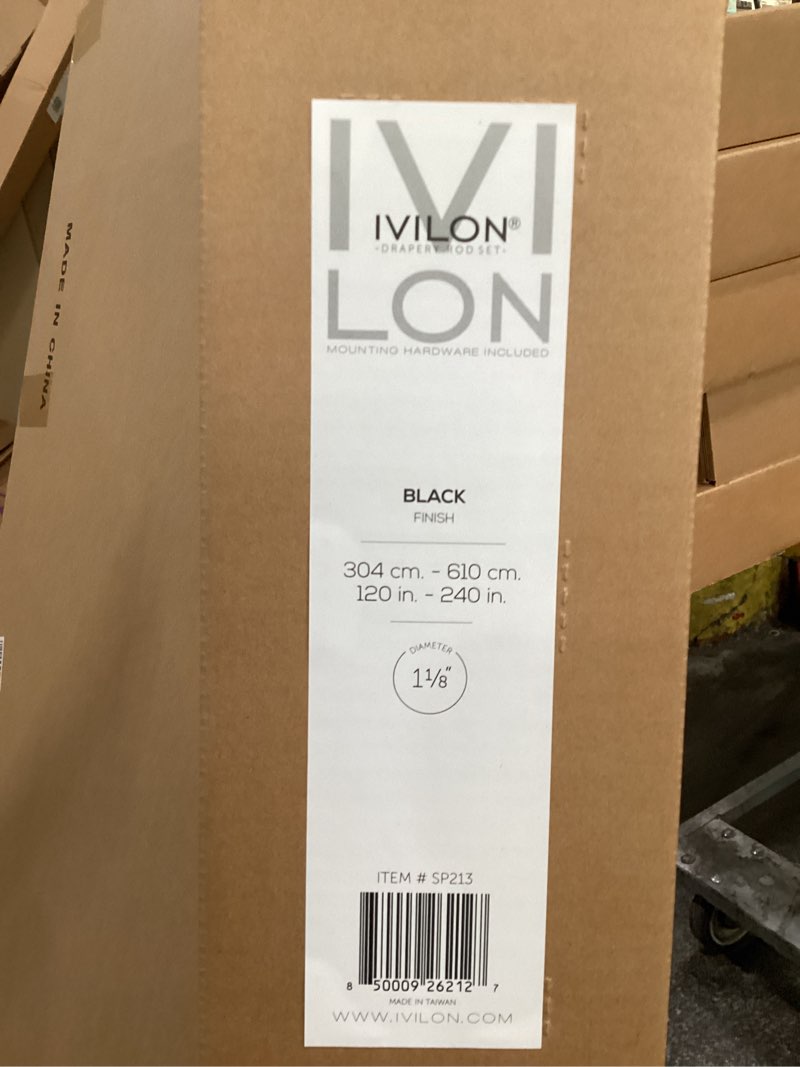 IVI
LON
IVILON®
-DRAPERY ROD SET-
MOUNTING HARDWARE INCLUDED
BLACK
FINISH
304 cm. - 610 cm.
120 in. - 240 in.
DIAMETER
1 1/8"
ITEM # SP213
8 50009 26212 7
MADE IN TAIWAN
WWW.IVILON.COM
MADE IN CHINA